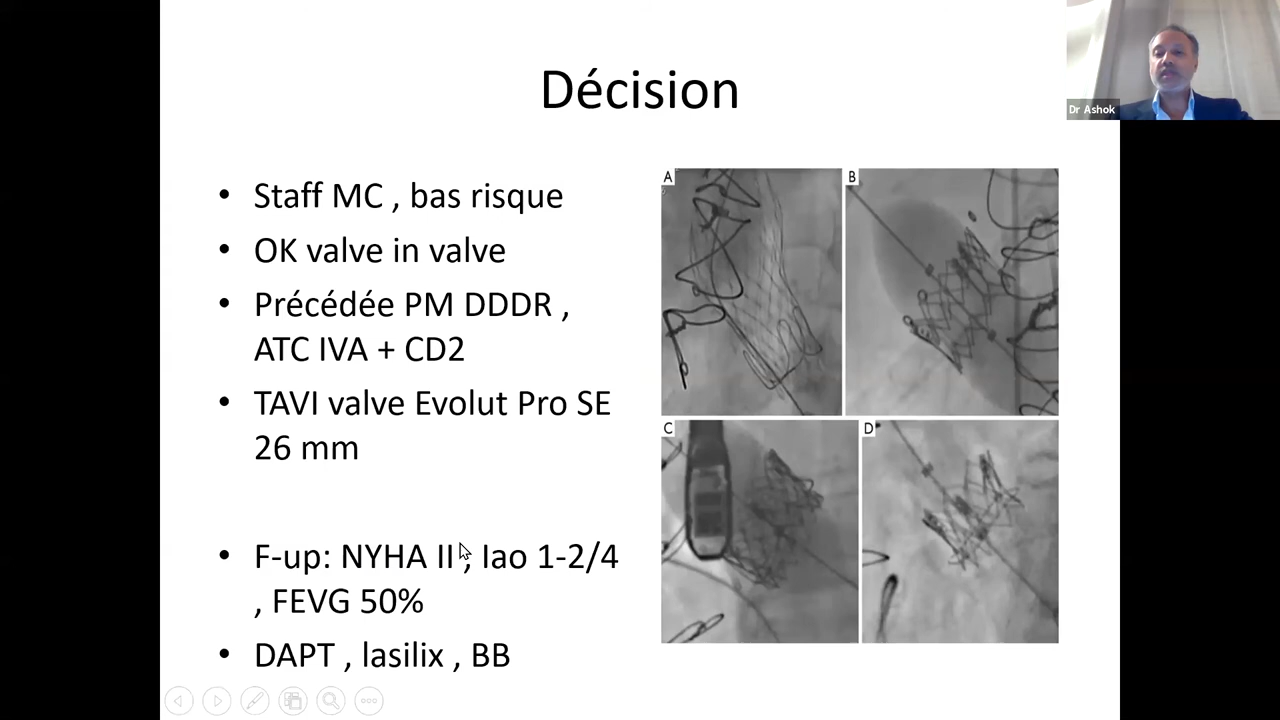 Décision
Dr Ashok
• Staff MC , bas risque
• OK valve in valve
• Précédée PM DDDR ,
ATC IVA + CD2
• TAVI valve Evolut Pro SE
26 mm
• F-up: NYHA II , Iao 1-2/4
, FEVG 50%
• DAPT , lasilix , BB
A
B
C
D